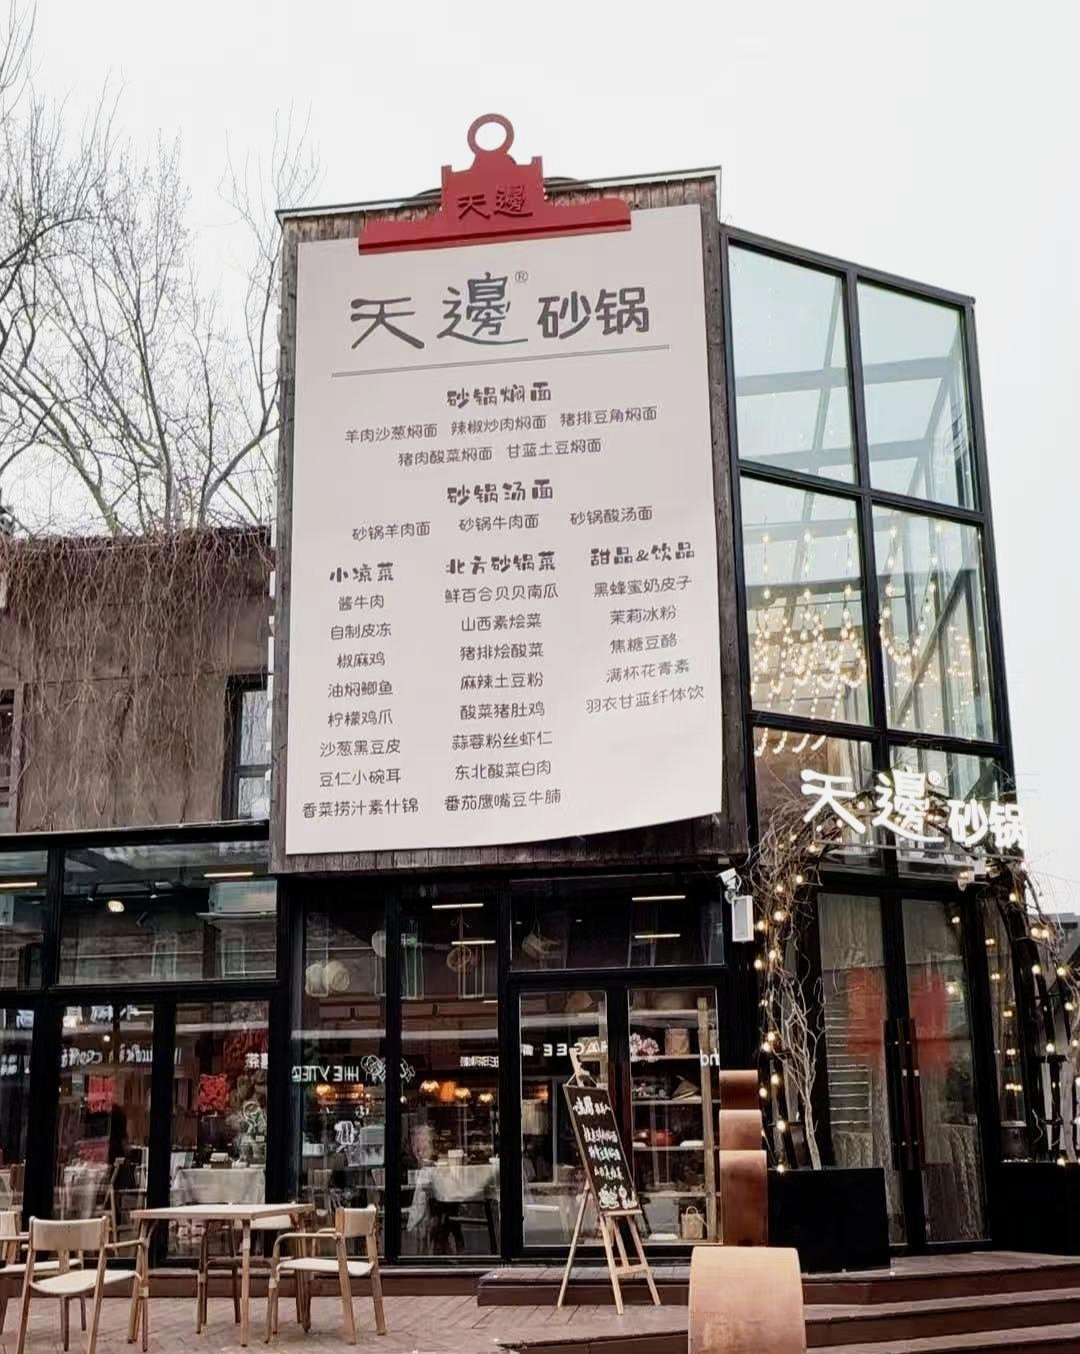 天邊
天邊®砂锅
砂锅焖面
羊肉沙葱焖面 辣椒炒肉焖面 猪排豆角焖面
猪肉酸菜焖面 甘蓝土豆焖面
砂锅汤面
砂锅羊肉面 砂锅牛肉面 砂锅酸汤面
小凉菜
酱牛肉
自制皮冻
椒麻鸡
油焖鲫鱼
柠檬鸡爪
沙葱黑豆皮
豆仁小碗耳
香菜捞汁素什锦
北方砂锅菜
鲜百合贝贝南瓜
山西素烩菜
猪排烩酸菜
麻辣土豆粉
酸菜猪肚鸡
蒜蓉粉丝虾仁
东北酸菜白肉
番茄鹰嘴豆牛腩
甜品&饮品
黑蜂蜜奶皮子
茉莉冰粉
焦糖豆酪
满杯花青素
羽衣甘蓝纤体饮
天邊®砂锅